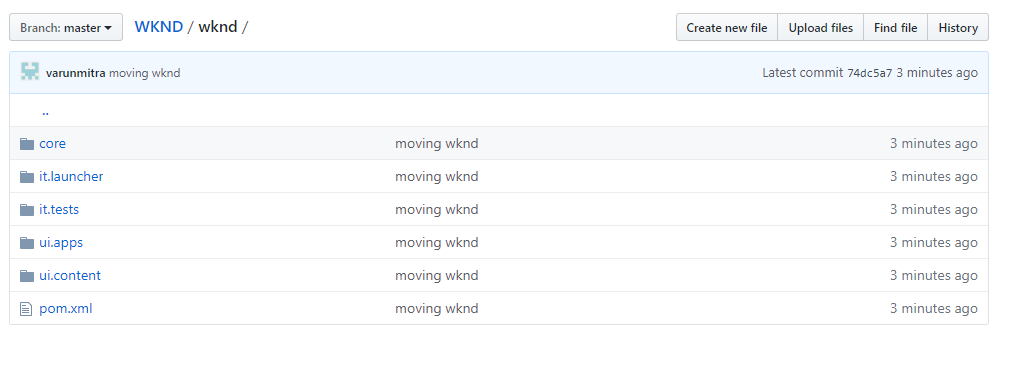 Branch: master WKND / wknd / Create new file Upload files Find file History
varunmitra moving wknd Latest commit 74dc5a7 3 minutes ago
..
core moving wknd 3 minutes ago
it.launcher moving wknd 3 minutes ago
it.tests moving wknd 3 minutes ago
ui.apps moving wknd 3 minutes ago
ui.content moving wknd 3 minutes ago
pom.xml moving wknd 3 minutes ago